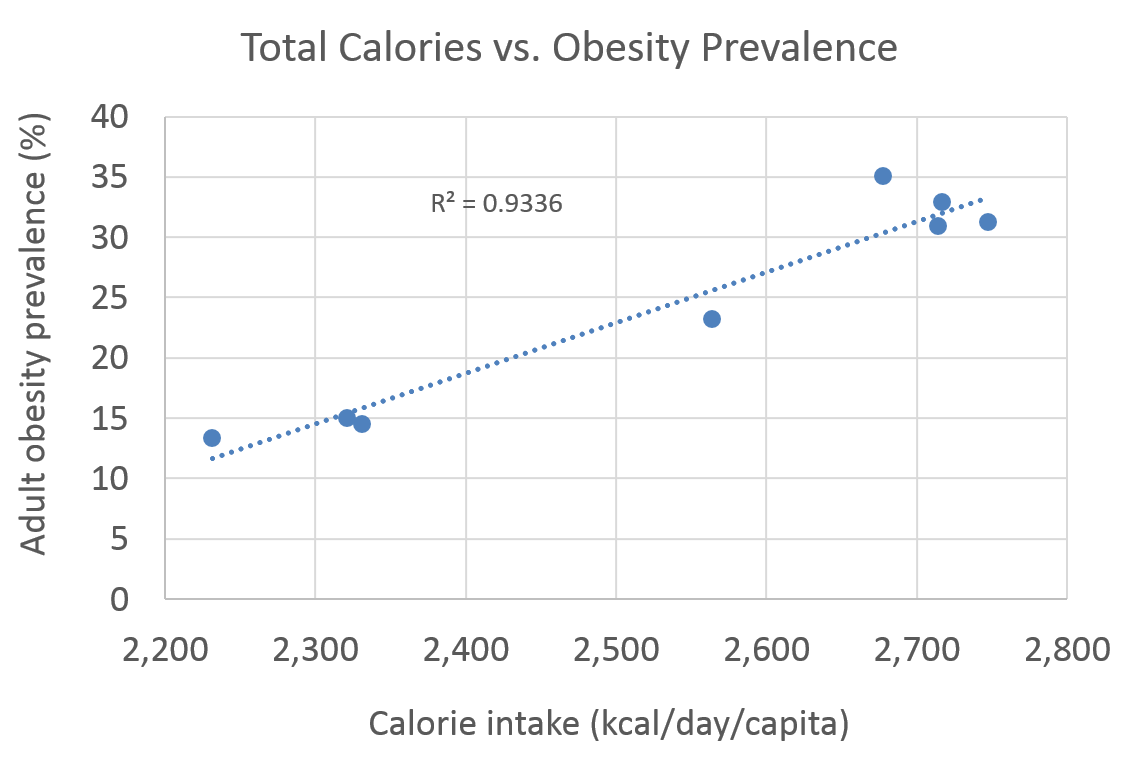 Total Calories vs. Obesity Prevalence
Adult obesity prevalence (%)
40
35
30
25
20
15
10
5
0
R² = 0.9336
2,200 2,300 2,400 2,500 2,600 2,700 2,800
Calorie intake (kcal/day/capita)